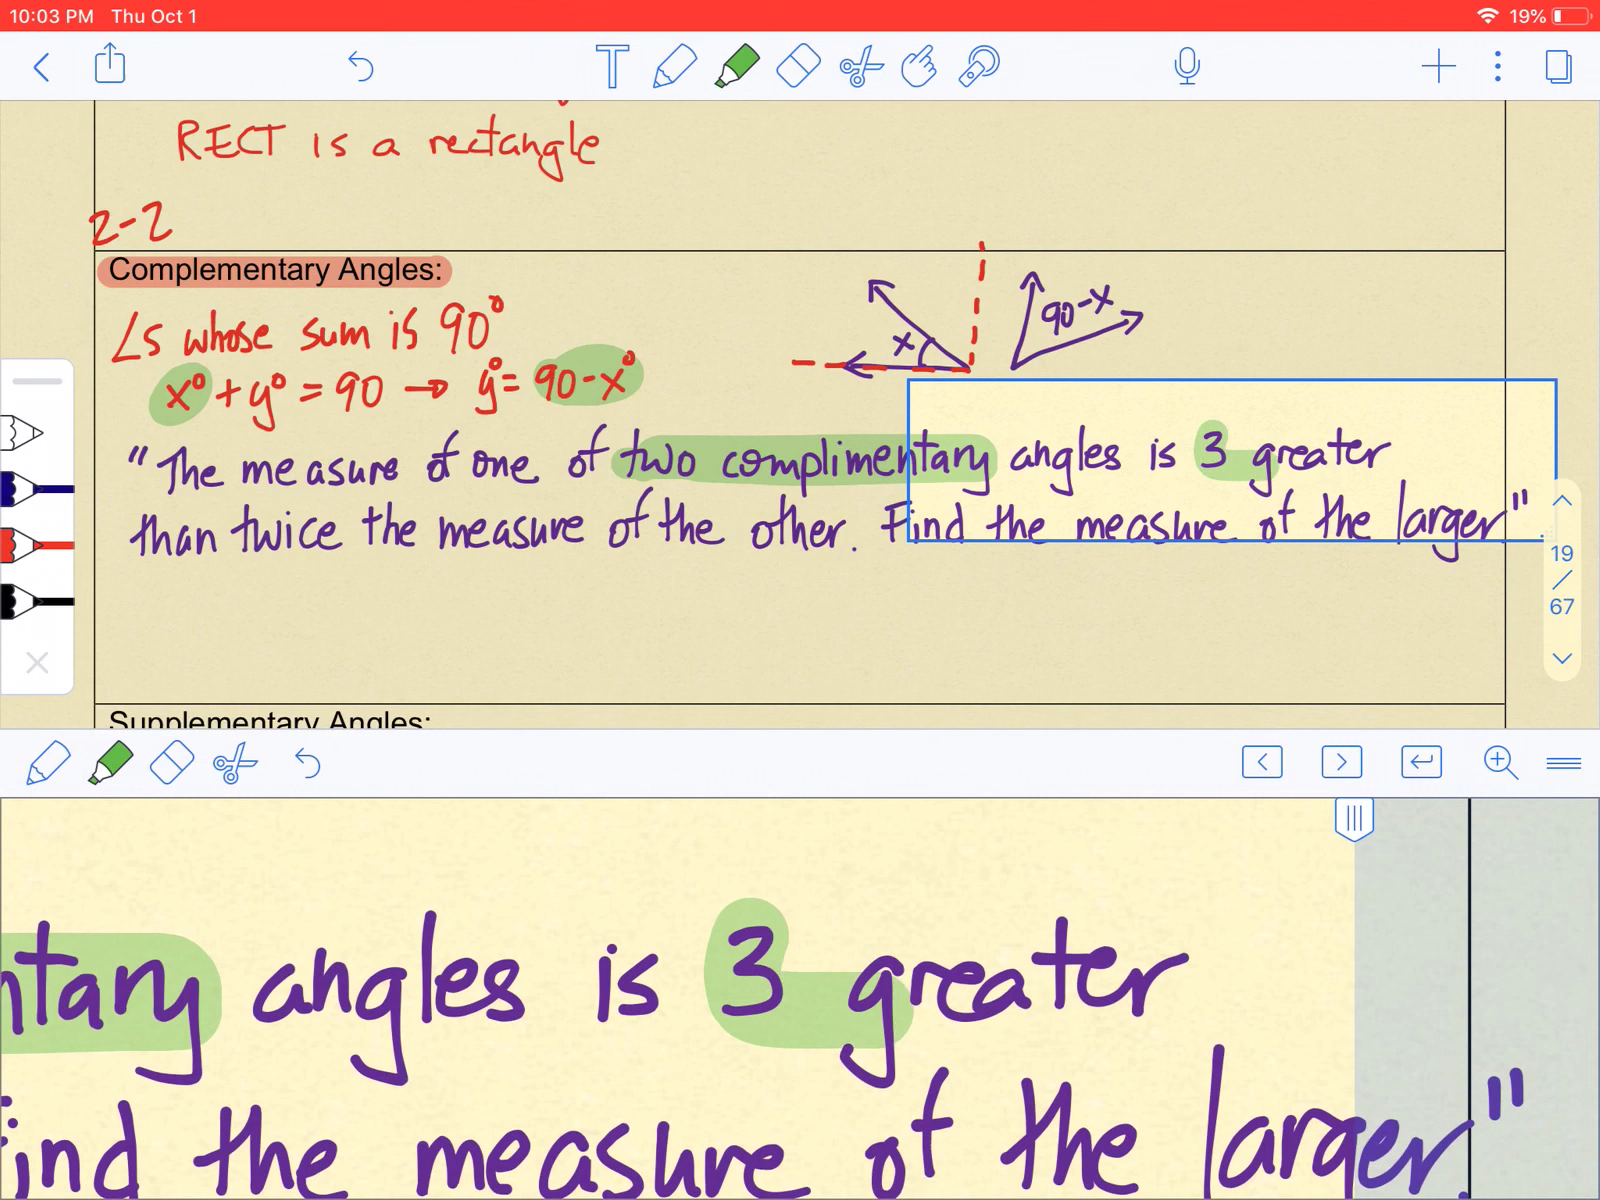 10:03 PM Thu Oct 1 19%
T
RECT is a rectangle
2-2
Complementary Angles:
∠s whose sum is 90°
x° + y° = 90 → y° = 90-x°
x
90-x
"The measure of one of two complimentary angles is 3 greater
than twice the measure of the other. Find the measure of the larger"
19
/
67
Supplementary Angles:
ntary angles is 3 greater
ind the measure of the larger"